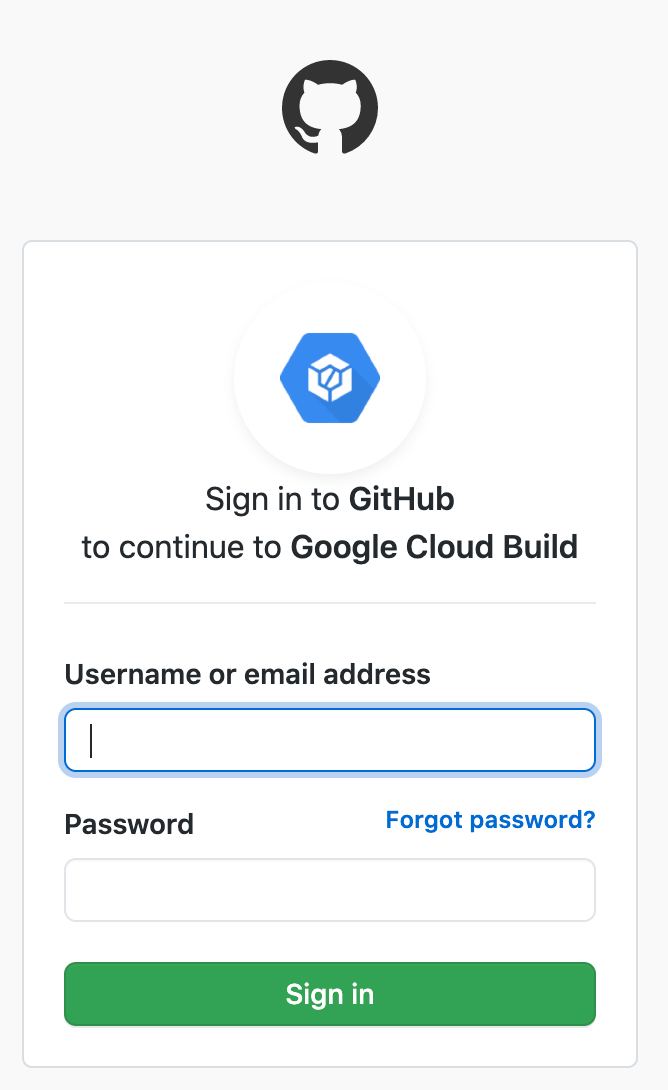 Sign in to GitHub
to continue to Google Cloud Build
Username or email address
Password
Forgot password?
Sign in